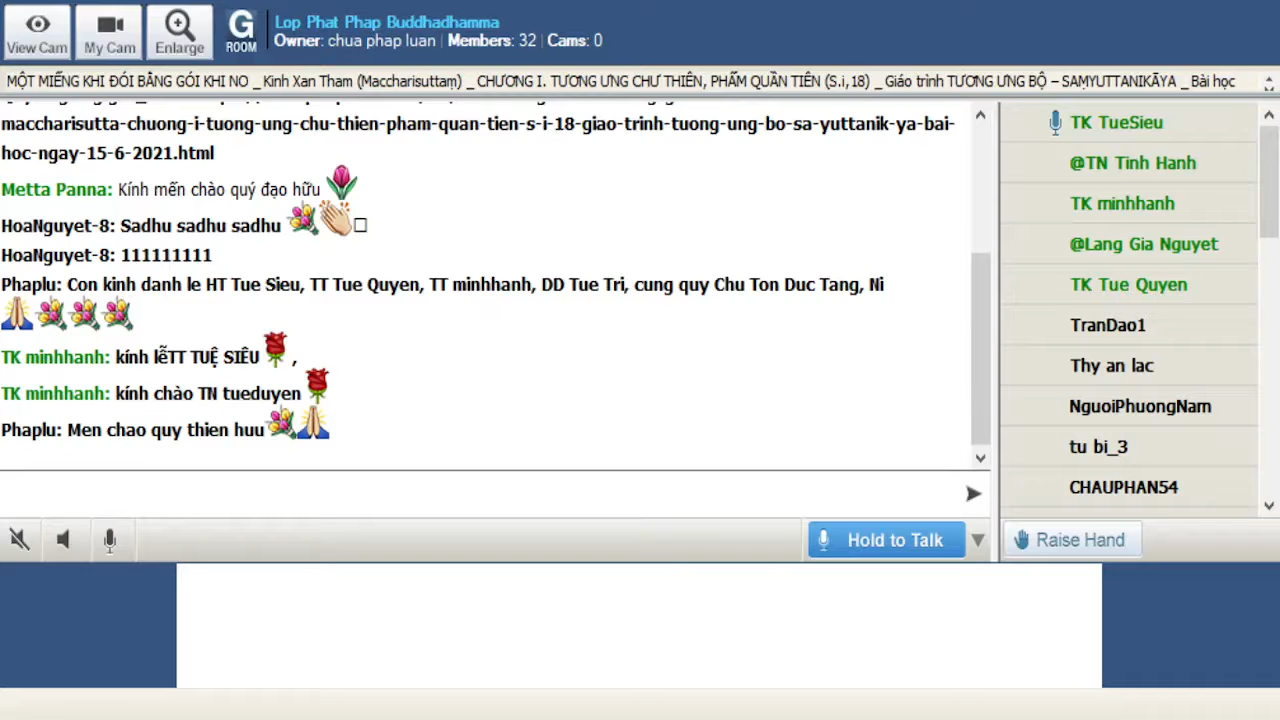 View Cam
My Cam
Enlarge
G
ROOM
Lop Phat Phap Buddhadhamma
Owner: chua phap luan | Members: 32 | Cams: 0
MỘT MIẾNG KHI ĐÓI BẰNG GÓI KHI NO _ Kinh Xan Tham (Maccharisuttaṃ) _ CHƯƠNG I. TƯƠNG ƯNG CHƯ THIÊN, PHẨM QUẦN TIÊN (S.i,18) _ Giáo trình TƯƠNG ƯNG BỘ – SAṂYUTTANIKĀYA _ Bài học
maccharisutta-chuong-i-tuong-ung-chu-thien-pham-quan-tien-s-i-18-giao-trinh-tuong-ung-bo-sa-yuttanik-ya-bai-
hoc-ngay-15-6-2021.html
Metta Panna: Kính mến chào quý đạo hữu
HoaNguyet-8: Sadhu sadhu sadhu
HoaNguyet-8: 111111111
Phaplu: Con kinh danh le HT Tue Sieu, TT Tue Quyen, TT minhhanh, DD Tue Tri, cung quy Chu Ton Duc Tang, Ni
TK minhhanh: kính lễTT TUỆ SIÊU ,
TK minhhanh: kính chào TN tueduyen
Phaplu: Men chao quy thien huu
Hold to Talk
TK TueSieu
@TN Tinh Hanh
TK minhhanh
@Lang Gia Nguyet
TK Tue Quyen
TranDao1
Thy an lac
NguoiPhuongNam
tu bi_3
CHAUPHAN54
Raise Hand